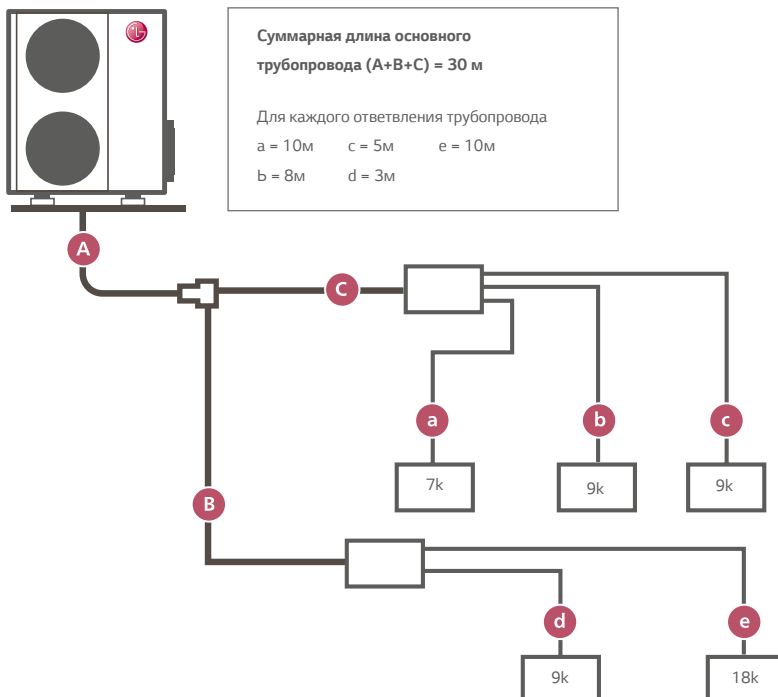 Суммарная длина основного
трубопровода (A+B+C) = 30 м
Для каждого ответвления трубопровода
a = 10м c = 5м e = 10м
b = 8м d = 3м
A
C
a
b
c
7k
9k
9k
B
d
e
9k
18k